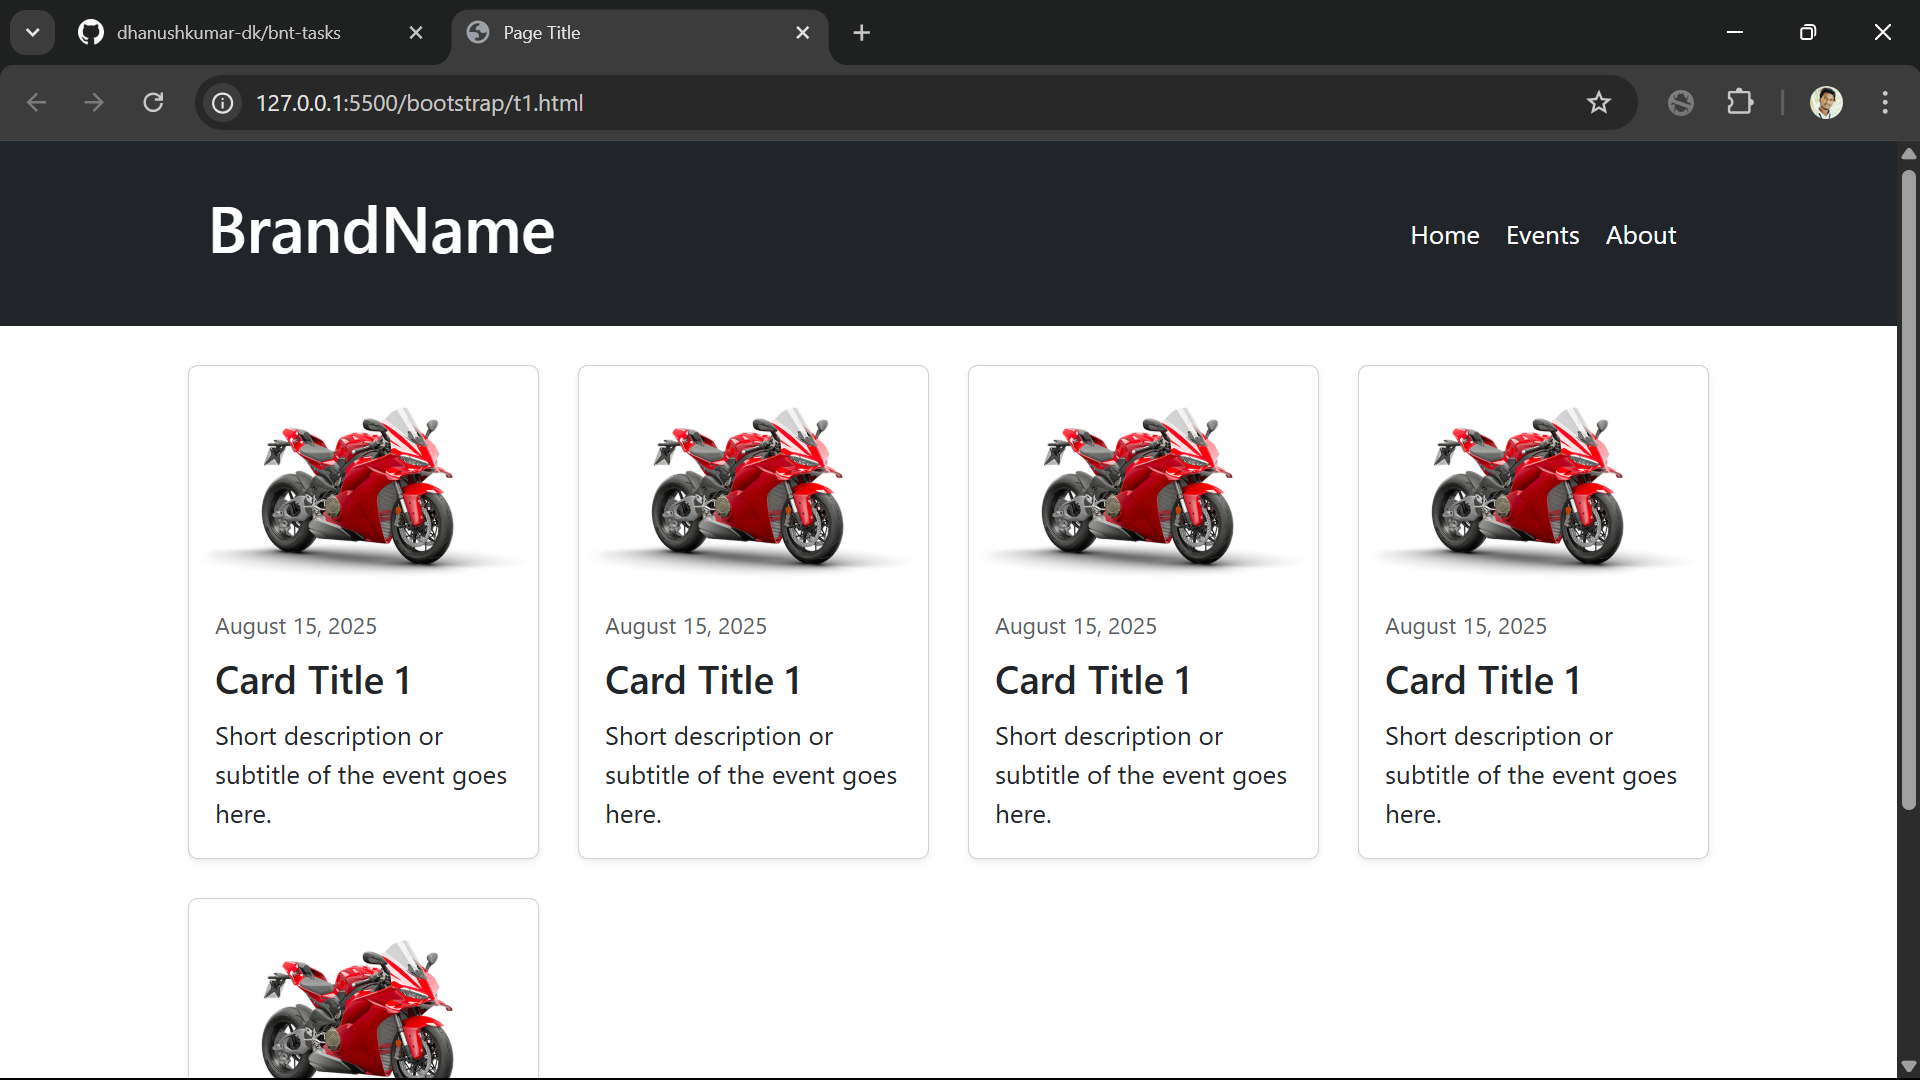 dhanushkumar-dk/bnt-tasks
Page Title
127.0.0.1:5500/bootstrap/t1.html
BrandName
Home Events About
August 15, 2025
Card Title 1
Short description or
subtitle of the event goes
here.
August 15, 2025
Card Title 1
Short description or
subtitle of the event goes
here.
August 15, 2025
Card Title 1
Short description or
subtitle of the event goes
here.
August 15, 2025
Card Title 1
Short description or
subtitle of the event goes
here.